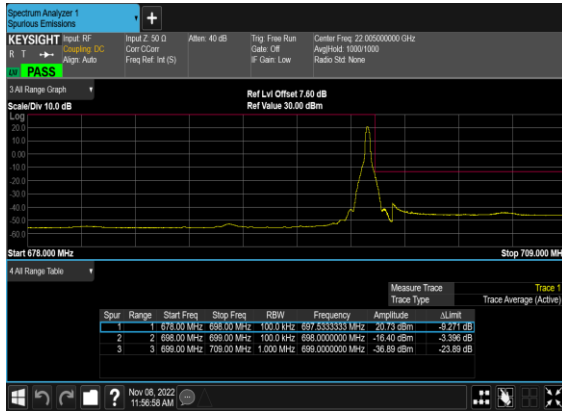 Spectrum Analyzer 1
Spurious Emissions
+
KEYSIGHT Input: RF Input Z: 50 Ω Atten: 40 dB Trig: Free Run Center Freq: 22.005000000 GHz
R T Coupling: DC Corr CCorr Gate: Off Avg|Hold: 1000/1000
Align: Auto Freq Ref: Int (S) IF Gain: Low Radio Std: None
PASS
3 All Range Graph
Ref Lvl Offset 7.60 dB
Scale/Div 10.0 dB Ref Value 30.00 dBm
Log
20.0
10.0
0.00
-10.0
-20.0
-30.0
-40.0
-50.0
-60.0
Start 678.000 MHz Stop 709.000 MH
4 All Range Table
Measure Trace Trace 1
Trace Type Trace Average (Active)
Spur Range Start Freq Stop Freq RBW Frequency Amplitude ΔLimit
1 1 678.00 MHz 698.00 MHz 100.0 kHz 697.5333333 MHz 20.73 dBm -9.271 dB
2 2 698.00 MHz 699.00 MHz 100.0 kHz 698.0000000 MHz -16.40 dBm -3.396 dB
3 3 699.00 MHz 709.00 MHz 1.000 MHz 699.0000000 MHz -36.89 dBm -23.89 dB
? Nov 08, 2022
11:56:58 AM